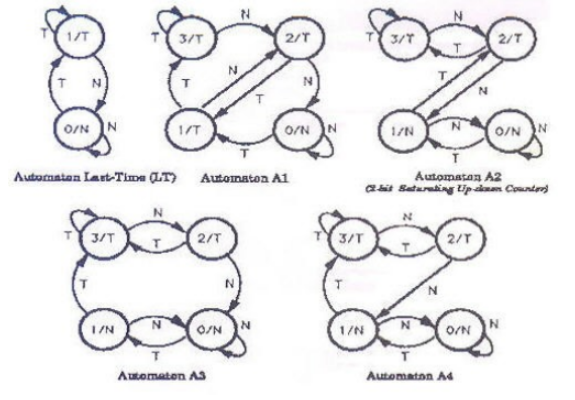 1/T
T
T N
0/N N
Automaton Last-Time (LT)
3/T N 2/T
T
N
T
T N
1/T 0/N N
T
Automaton A1
N
3/T 2/T
T T
T N
1/N N 0/N N
T
Automaton A2
(2-bit Saturating Up-down Counter)
N
3/T 2/T
T T
T N
1/N N 0/N N
T
Automaton A3
N
3/T 2/T
T T
T N
1/N N 0/N N
T
Automaton A4